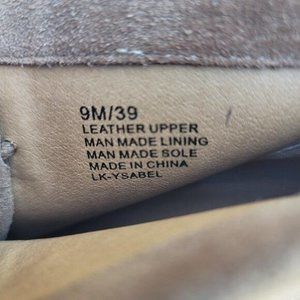 9M/39
LEATHER UPPER
MAN MADE LINING
MAN MADE SOLE
MADE IN CHINA
LK-YSABEL